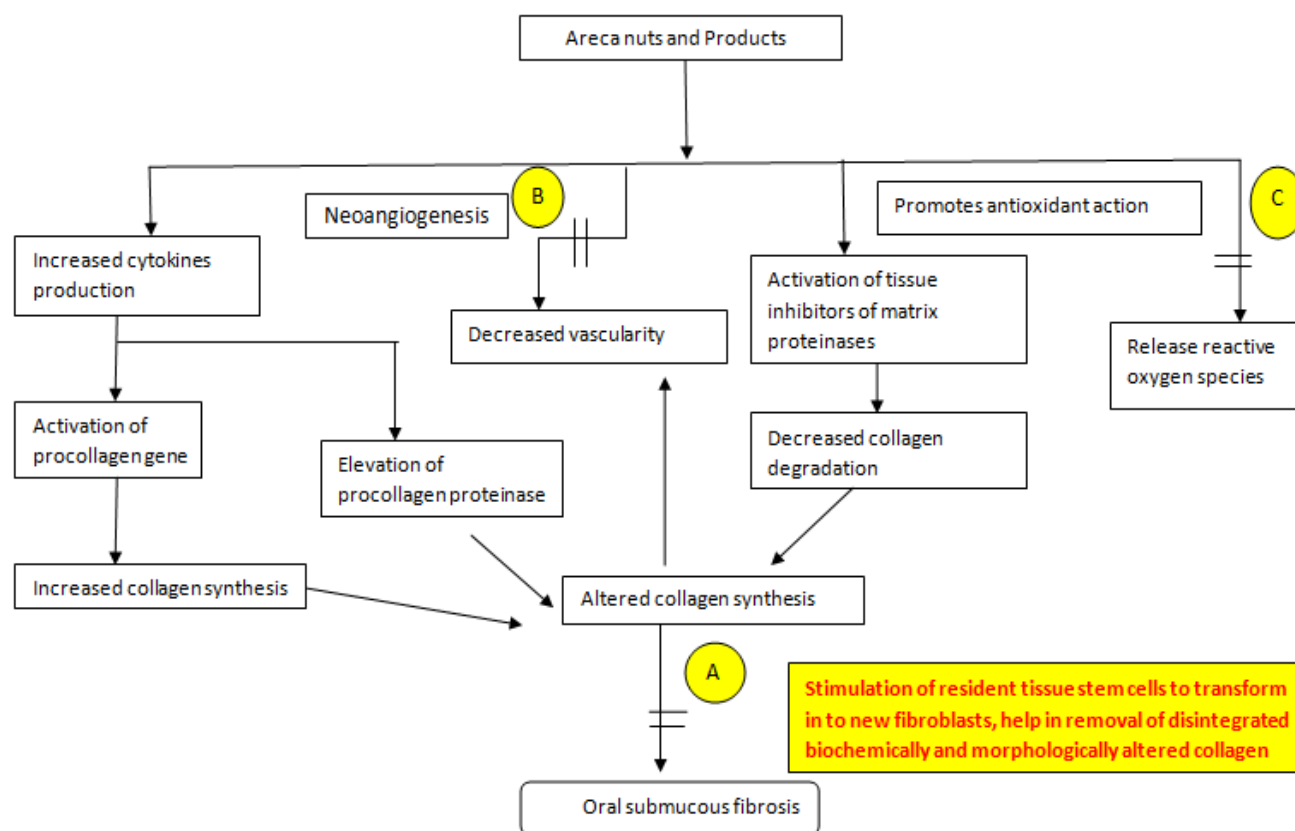 Areca nuts and Products
B
C
Neoangiogenesis
Promotes antioxidant action
Increased cytokines
production
Activation of tissue
inhibitors of matrix
proteinases
Decreased vascularity
Release reactive
oxygen species
Activation of
procollagen gene
Elevation of
procollagen proteinase
Decreased collagen
degradation
Increased collagen synthesis
Altered collagen synthesis
A
Stimulation of resident tissue stem cells to transform
in to new fibroblasts, help in removal of disintegrated
biochemically and morphologically altered collagen
Oral submucous fibrosis